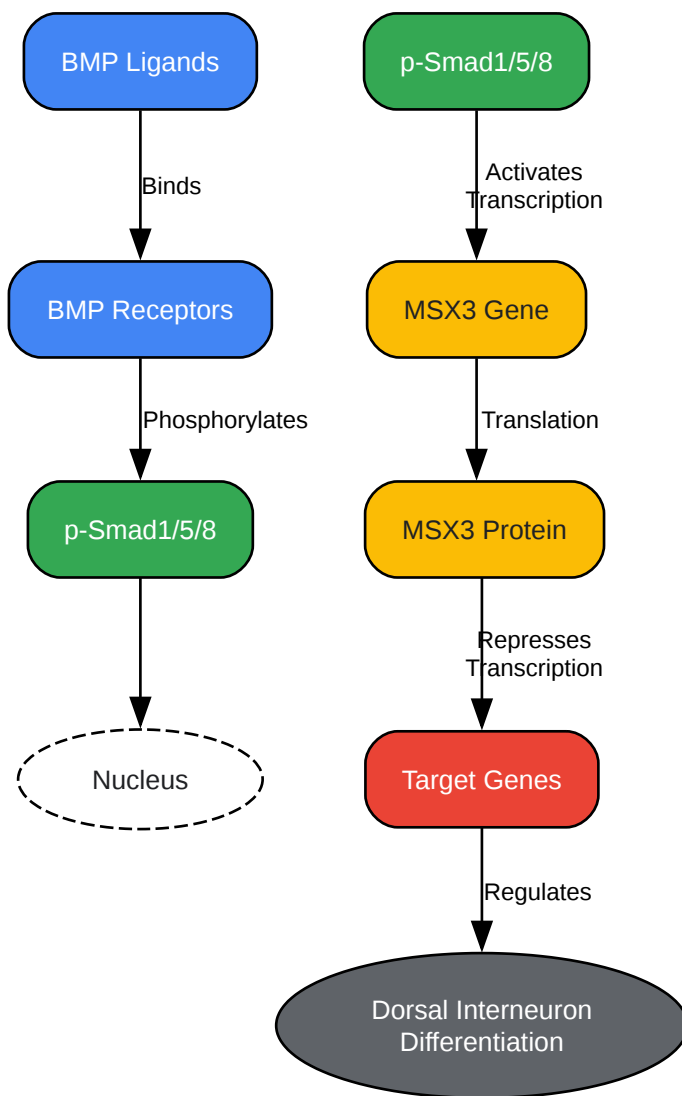 BMP Ligands
Binds
BMP Receptors
Phosphorylates
p-Smad1/5/8
Nucleus
p-Smad1/5/8
Activates
Transcription
MSX3 Gene
Translation
MSX3 Protein
Represses
Transcription
Target Genes
Regulates
Dorsal Interneuron
Differentiation